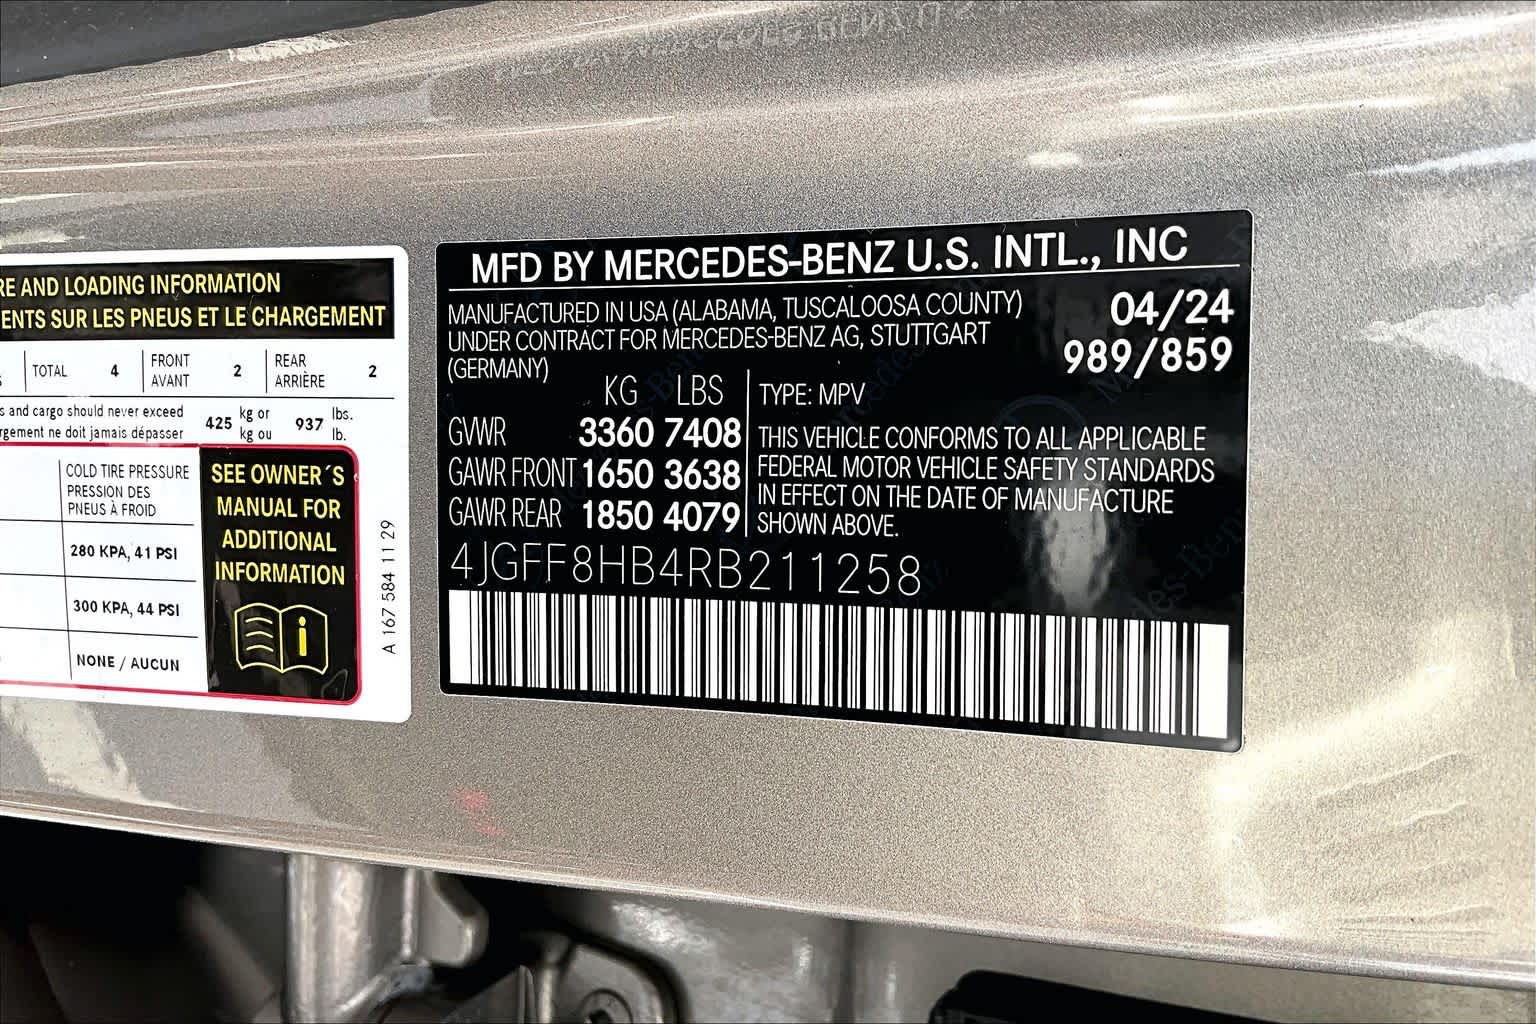 RE AND LOADING INFORMATION
ENTS SUR LES PNEUS ET LE CHARGEMENT
TOTAL 4 FRONT AVANT 2 REAR ARRIÈRE 2
s and cargo should never exceed
rgement ne doit jamais dépasser
425 kg or kg ou 937 lbs. lb.
COLD TIRE PRESSURE
PRESSION DES
PNEUS À FROID
280 KPA, 41 PSI
300 KPA, 44 PSI
NONE / AUCUN
SEE OWNER´S
MANUAL FOR
ADDITIONAL
INFORMATION
A 167 584 11 29
MFD BY MERCEDES-BENZ U.S. INTL., INC
MANUFACTURED IN USA (ALABAMA, TUSCALOOSA COUNTY)
UNDER CONTRACT FOR MERCEDES-BENZ AG, STUTTGART
(GERMANY)
04/24
989/859
KG LBS
GVWR 3360 7408
GAWR FRONT 1650 3638
GAWR REAR 1850 4079
TYPE: MPV
THIS VEHICLE CONFORMS TO ALL APPLICABLE
FEDERAL MOTOR VEHICLE SAFETY STANDARDS
IN EFFECT ON THE DATE OF MANUFACTURE
SHOWN ABOVE.
4JGFF8HB4RB211258